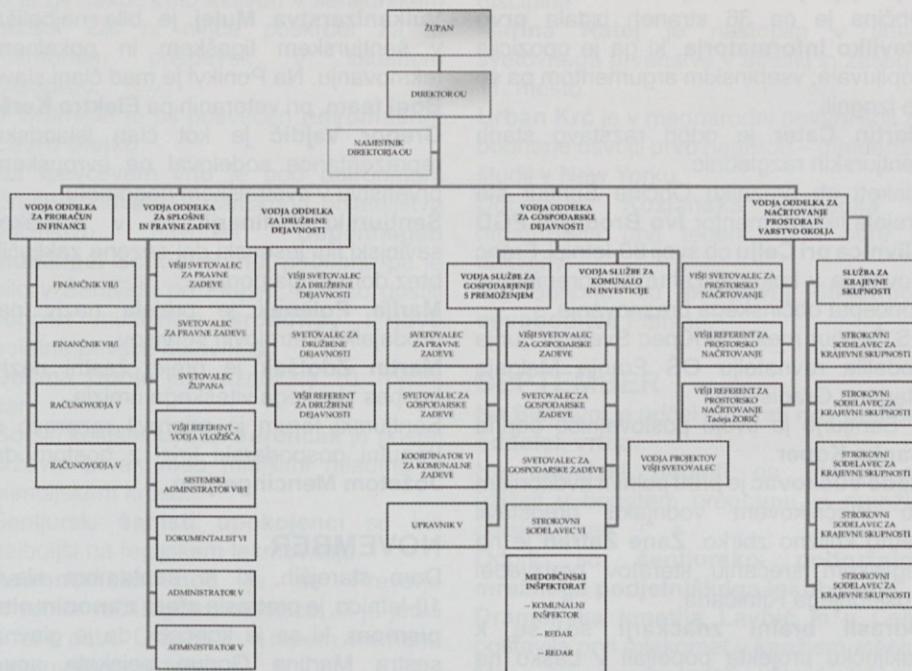 ŽUPAN
DIREKTOR OU
NAMESTNIK
DIREKTORJA OU
VODJA ODDELKA
ZA PRORAČUN
IN FINANCE
FINANČNIK VII/1
FINANČNIK VII/1
RAČUNOVODJA V
RAČUNOVODJA V
VODJA ODDELKA
ZA SPLOŠNE
IN PRAVNE ZADEVE
VIŠJI SVETOVALEC
ZA PRAVNE
ZADEVE
SVETOVALEC
ZA PRAVNE ZADEVE
SVETOVALEC
ŽUPANA
VIŠJI REFERENT –
VODJA VLOŽIŠČA
SISTEMSKI
ADMINISTRATOR VII/1
DOKUMENTALIST VI
ADMINISTRATOR V
ADMINISTRATOR V
VODJA ODDELKA
ZA DRUŽBENE
DEJAVNOSTI
VIŠJI SVETOVALEC
ZA DRUŽBENE
DEJAVNOSTI
SVETOVALEC ZA
DRUŽBENE
DEJAVNOSTI
VIŠJI REFERENT
ZA DRUŽBENE
DEJAVNOSTI
VODJA ODDELKA
ZA GOSPODARSKE
DEJAVNOSTI
VODJA SLUŽBE ZA
GOSPODARJENJE
S PREMOŽENJEM
SVETOVALEC ZA
PRAVNE
ZADEVE
SVETOVALEC ZA
GOSPODARSKE
ZADEVE
KOORDINATOR VI
ZA KOMUNALNE
ZADEVE
UPRAVNIK V
VIŠJI SVETOVALEC
ZA GOSPODARSKE
ZADEVE
SVETOVALEC ZA
GOSPODARSKE
ZADEVE
SVETOVALEC ZA
GOSPODARSKE ZADEVE
STROKOVNI
SODELAVEC VI
MEDOBČINSKI
INŠPEKTORAT
– KOMUNALNI
INŠPEKTOR
– REDAR
– REDAR
VODJA SLUŽBE ZA
KOMUNALO
IN INVESTICIJE
VODJA PROJEKTOV
VIŠJI SVETOVALEC
VODJA ODDELKA ZA
NAČRTOVANJE
PROSTORA IN
VARSTVO OKOLJA
VIŠJI SVETOVALEC ZA
PROSTORSKO
NAČRTOVANJE
VIŠJI REFERENT ZA
PROSTORSKO
NAČRTOVANJE
VIŠJI REFERENT ZA
PROSTORSKO
NAČRTOVANJE
Tadeja ZORIČ
SLUŽBA ZA
KRAJEVNE
SKUPNOSTI
STROKOVNI
SODELAVEC ZA
KRAJEVNE SKUPNOSTI
STROKOVNI
SODELAVEC ZA
KRAJEVNE SKUPNOSTI
STROKOVNI
SODELAVEC ZA
KRAJEVNE SKUPNOSTI
STROKOVNI
SODELAVEC ZA
KRAJEVNE SKUPNOSTI
STROKOVNI
SODELAVEC ZA
KRAJEVNE SKUPNOSTI